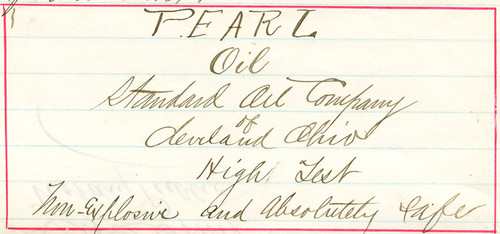 PEARL
Oil
Standard Oil Company
of
Cleveland Ohio
High Test
Non-Explosive and Absolutely Safe